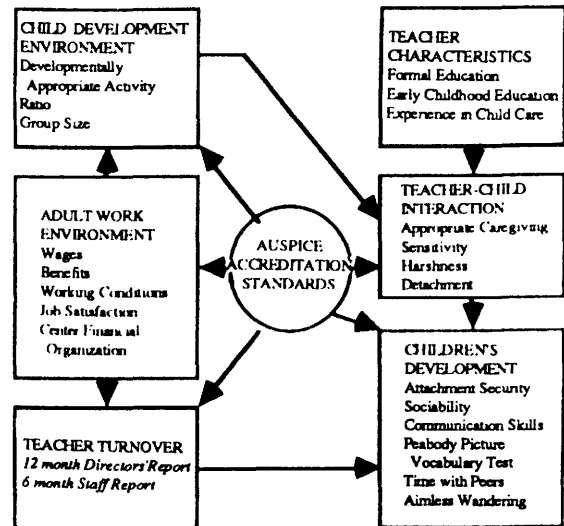 CHILD DEVELOPMENT
ENVIRONMENT
Developmentally
Appropriate Activity
Ratio
Group Size
TEACHER
CHARACTERISTICS
Formal Education
Early Childhood Education
Experience in Child Care
ADULT WORK
ENVIRONMENT
Wages
Benefits
Working Conditions
Job Satisfaction
Center Financial
Organization
AUSPICE
ACCREDITATION
STANDARDS
TEACHER-CHILD
INTERACTION
Appropriate Caregiving
Sensitivity
Harshness
Detachment
TEACHER TURNOVER
12 month Directors' Report
6 month Staff Report
CHILDREN'S
DEVELOPMENT
Attachment Security
Sociability
Communication Skills
Peabody Picture
Vocabulary Test
Time with Peers
Aimless Wandering